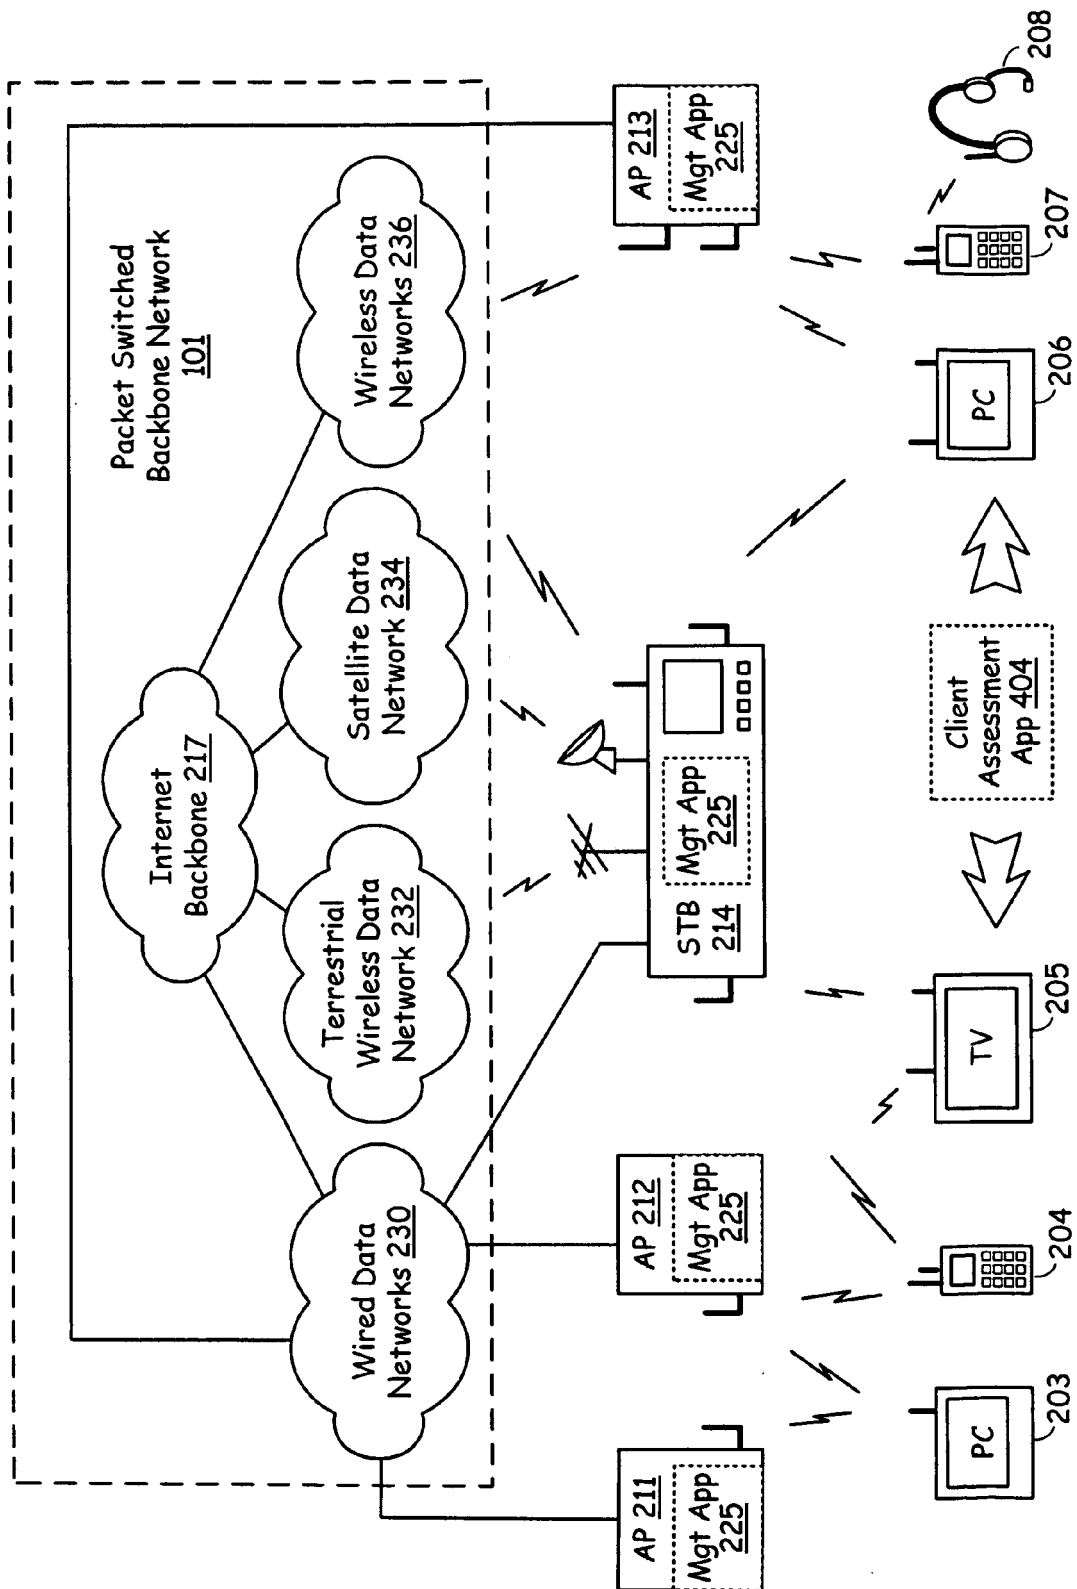 Packet Switched
Backbone Network
101
Internet
Backbone 217
Wired Data
Networks 230
Terrestrial
Wireless Data
Network 232
Satellite Data
Network 234
Wireless Data
Networks 236
AP 211
Mgt App
225
AP 212
Mgt App
225
STB
214
Mgt App
225
AP 213
Mgt App
225
Client
Assessment
App 404
PC
203
204
TV
205
PC
206
207
208